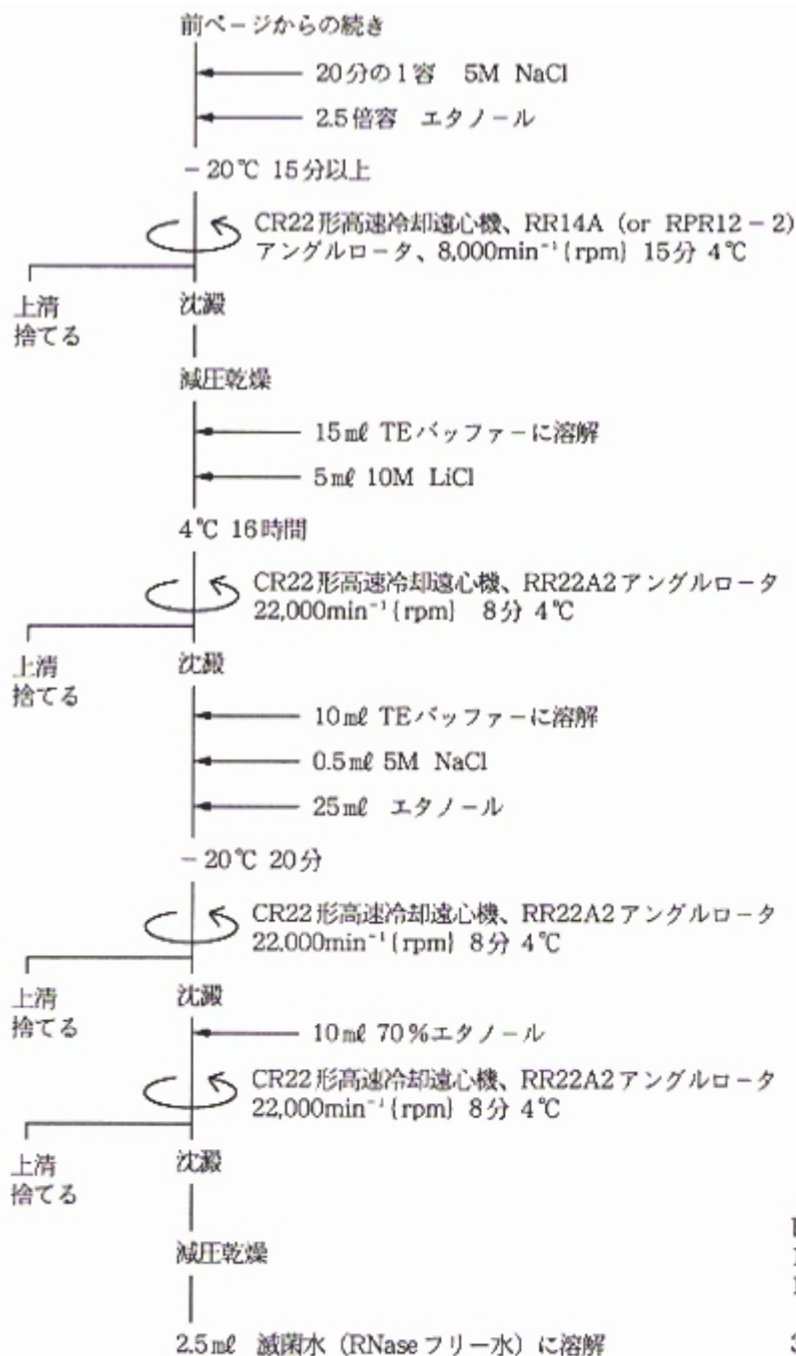 前ページからの続き
20分の1容 5M NaCl
2.5倍容 エタノール
－20℃ 15分以上
CR22形高速冷却遠心機、RR14A (or RPR12－2)
アングルロータ、8,000min⁻¹{rpm} 15分 4℃
上清 沈澱
捨てる
減圧乾燥
15mℓ TEバッファーに溶解
5mℓ 10M LiCl
4℃ 16時間
CR22形高速冷却遠心機、RR22A2アングルロータ
22,000min⁻¹{rpm} 8分 4℃
上清 沈澱
捨てる
10mℓ TEバッファーに溶解
0.5mℓ 5M NaCl
25mℓ エタノール
－20℃ 20分
CR22形高速冷却遠心機、RR22A2アングルロータ
22,000min⁻¹{rpm} 8分 4℃
上清 沈澱
捨てる
10mℓ 70%エタノール
CR22形高速冷却遠心機、RR22A2アングルロータ
22,000min⁻¹{rpm} 8分 4℃
上清 沈澱
捨てる
減圧乾燥
2.5mℓ 滅菌水（RNaseフリー水）に溶解